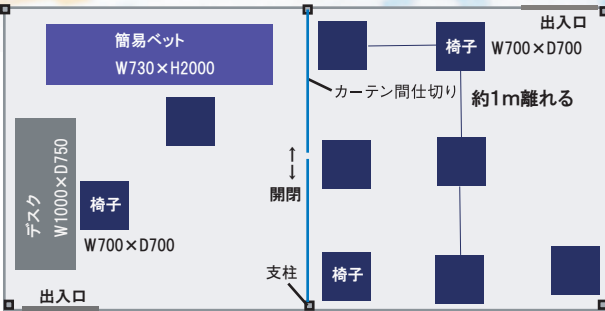 簡易ベット
W730×H2000
デスク
W1000×D750
椅子
W700×D700
出入口
カーテン間仕切り
↑
↓
開閉
支柱
出入口
椅子
W700×D700
約1m離れる
椅子